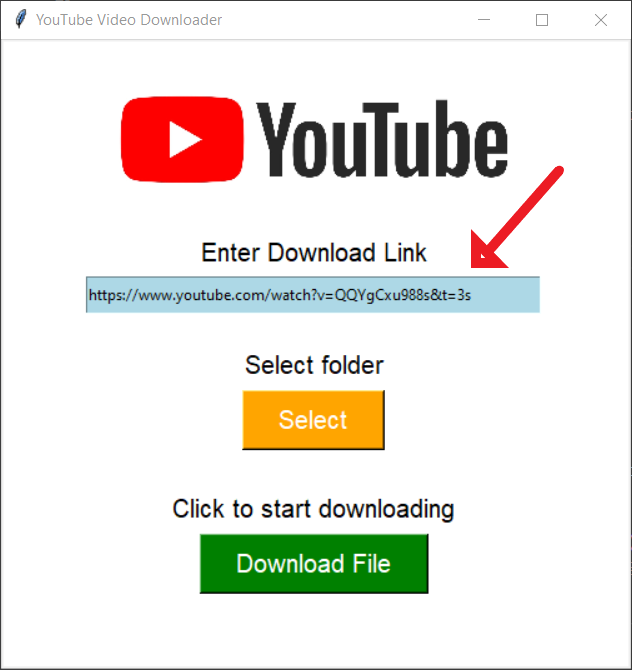 YouTube Video Downloader
YouTube
Enter Download Link
https://www.youtube.com/watch?v=QQYgCxu988s&t=3s
Select folder
Select
Click to start downloading
Download File